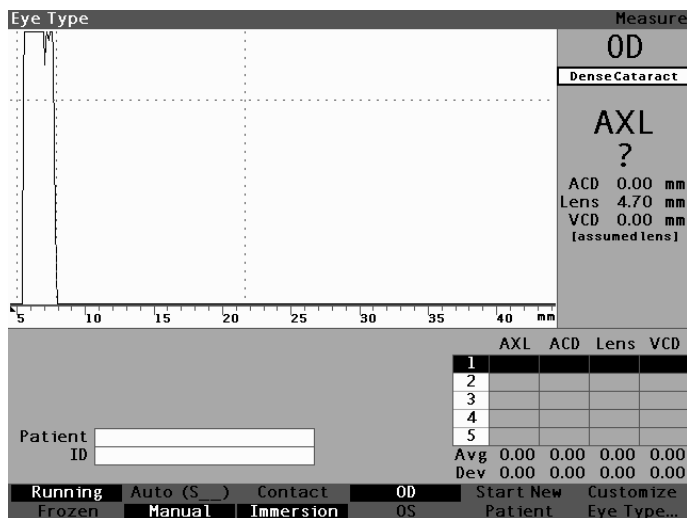 Eye Type Measure
OD
DenseCataract
AXL
?
ACD 0.00 mm
Lens 4.70 mm
VCD 0.00 mm
[assumed lens]
5 10 15 20 25 30 35 40 mm
AXL ACD Lens VCD
1
2
3
4
5
Patient
ID
Avg 0.00 0.00 0.00 0.00
Dev 0.00 0.00 0.00 0.00
Running Auto (S__) Contact OD Start New Customize
Frozen Manual Immersion OS Patient Eye Type...